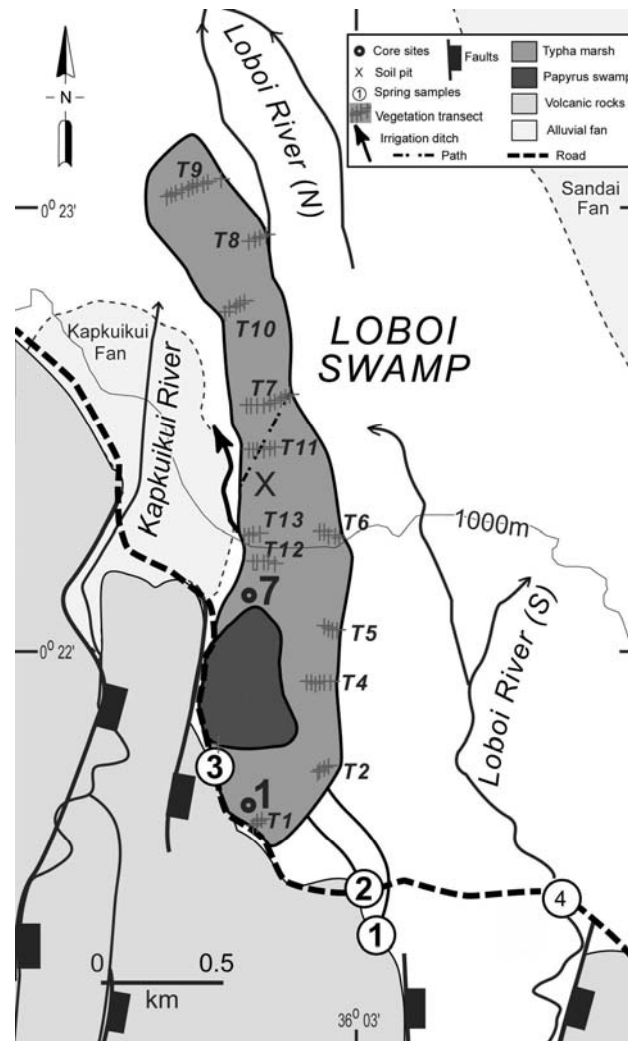 Core sites
Faults
Soil pit
1 Spring samples
Vegetation transect
Irrigation ditch
Path
Road
Typha marsh
Papyrus swamp
Volcanic rocks
Alluvial fan
N
Loboi River (N)
Sandai
Fan
0° 23'
T9
T8
T10
Kapkuikui
Fan
LOBOI
SWAMP
Kapkuikui River
T7
T11
T13
T6
1000m
T12
7
T5
0° 22'
T4
Loboi River (S)
3
T2
1
T1
2
4
1
0 0.5
km
36° 03'